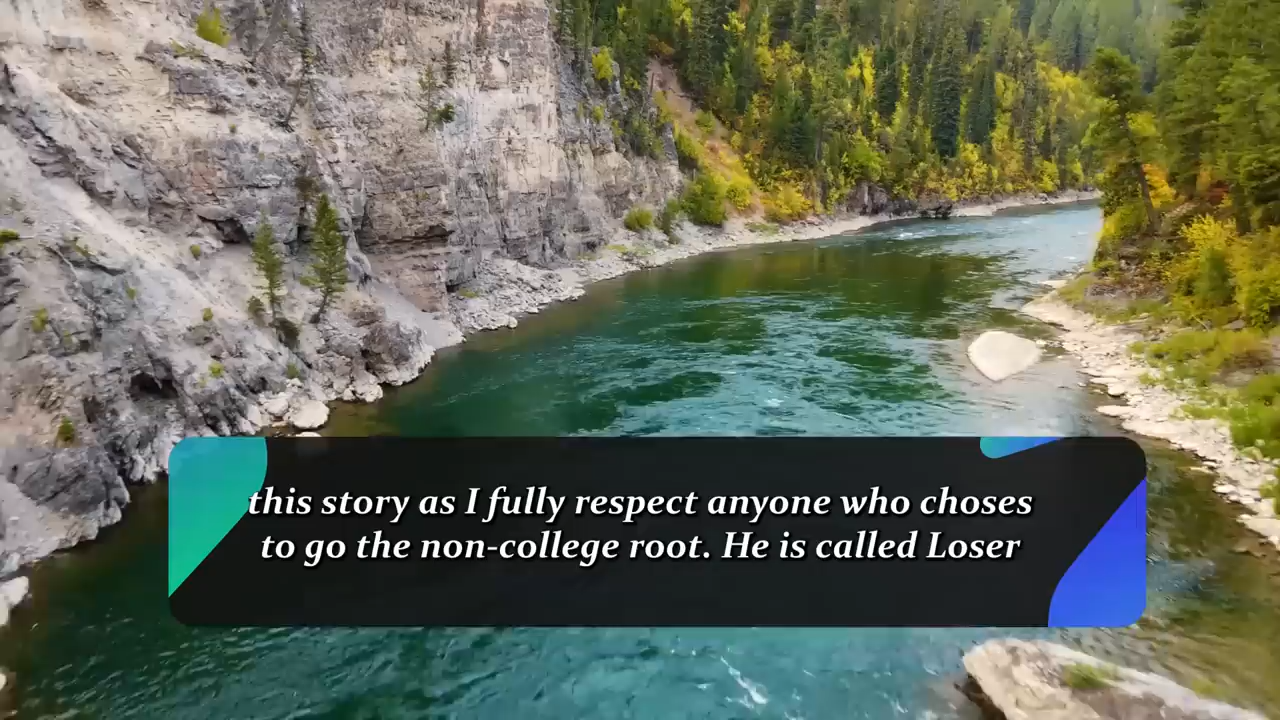 this story as I fully respect anyone who choses
to go the non-college root. He is called Loser